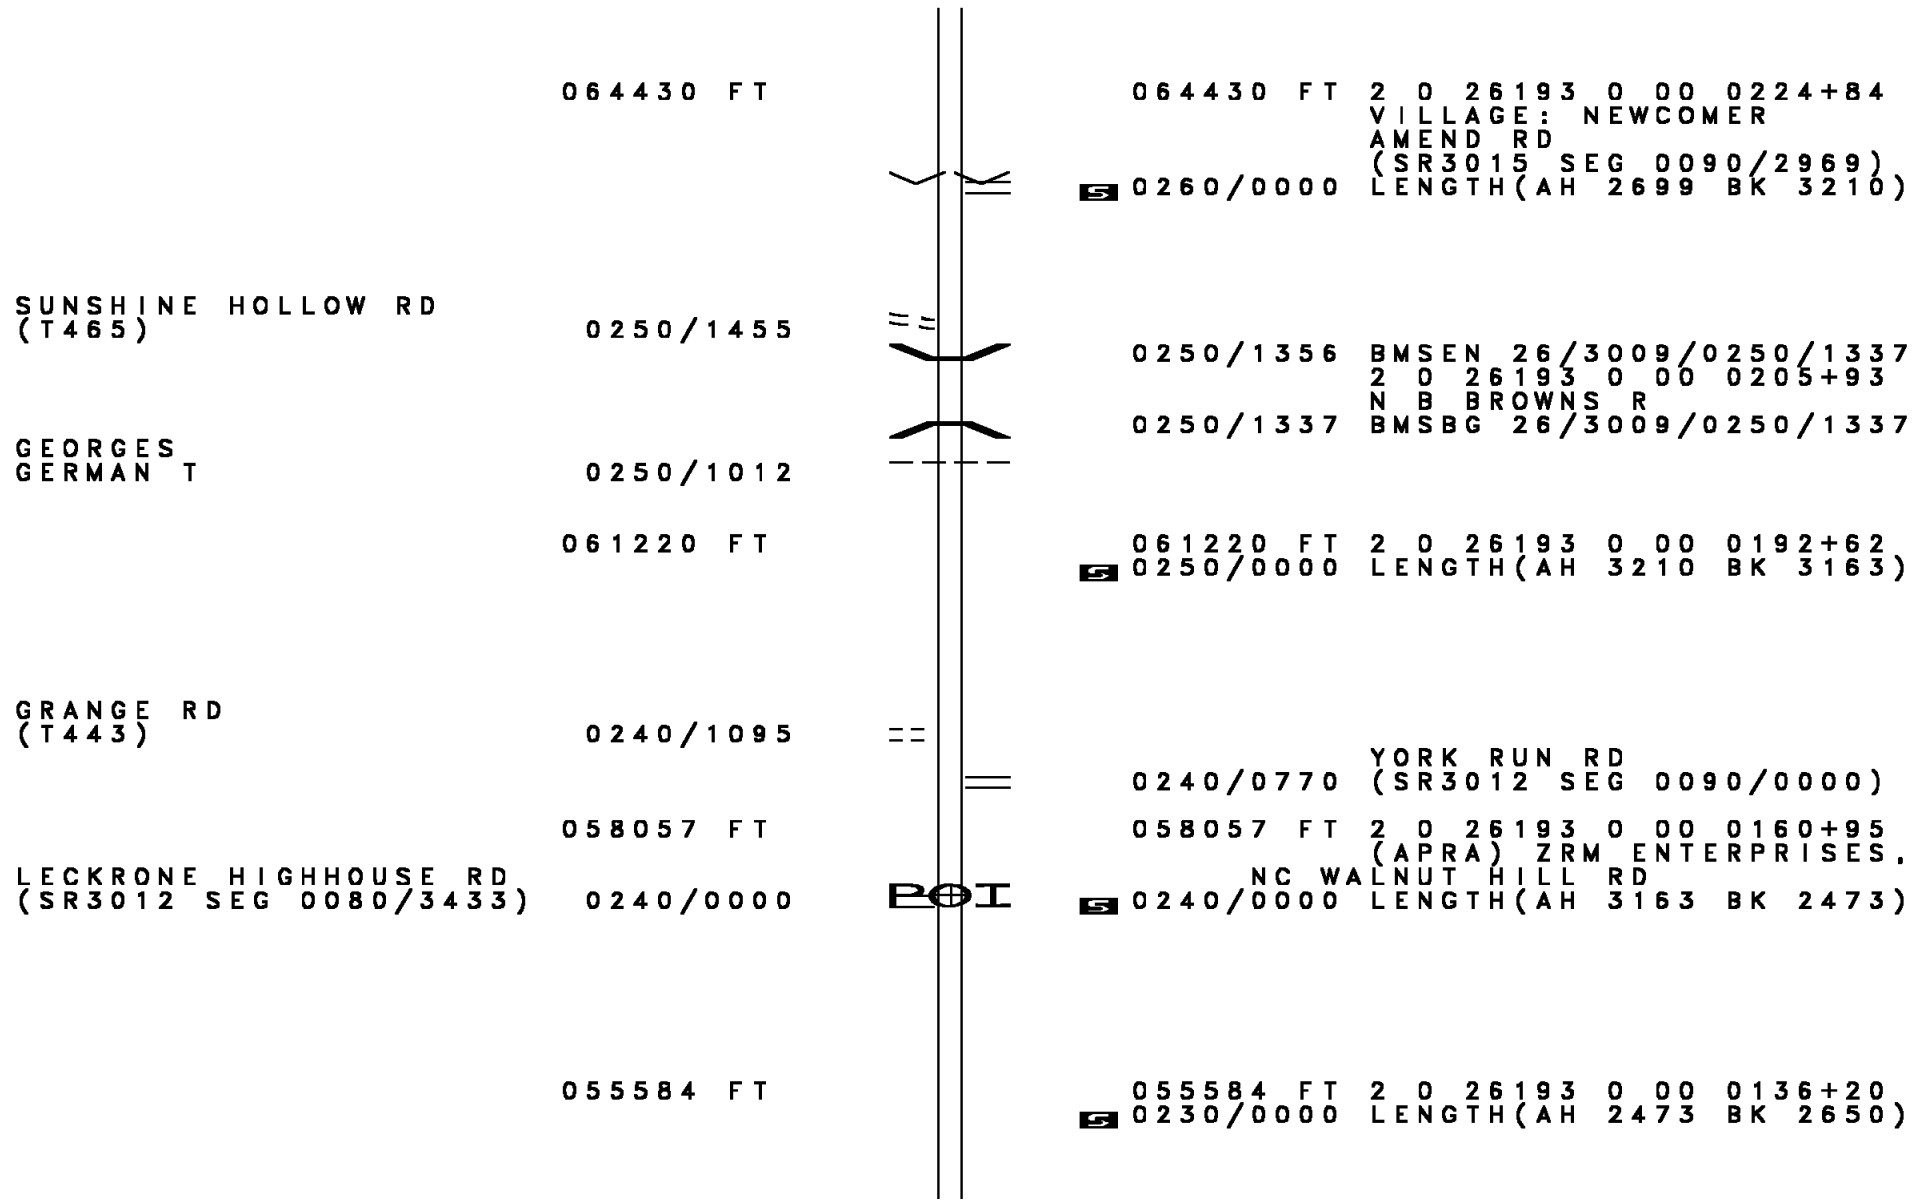 064430 FT 064430 FT 2 0 26193 0 00 0224+84
VILLAGE: NEWCOMER
AMEND RD
(SR3015 SEG 0090/2969)
S 0260/0000 LENGTH(AH 2699 BK 3210)
SUNSHINE HOLLOW RD
(T465) 0250/1455
0250/1356 BMSEN 26/3009/0250/1337
2 0 26193 0 00 0205+93
N B BROWNS R
0250/1337 BMSBG 26/3009/0250/1337
GEORGES
GERMAN T 0250/1012
061220 FT 061220 FT 2 0 26193 0 00 0192+62
S 0250/0000 LENGTH(AH 3210 BK 3163)
GRANGE RD
(T443) 0240/1095
YORK RUN RD
0240/0770 (SR3012 SEG 0090/0000)
058057 FT 058057 FT 2 0 26193 0 00 0160+95
(APRA) ZRM ENTERPRISES,
LECKRONE HIGHHOUSE RD NC WALNUT HILL RD
(SR3012 SEG 0080/3433) 0240/0000 POI S 0240/0000 LENGTH(AH 3163 BK 2473)
055584 FT 055584 FT 2 0 26193 0 00 0136+20
S 0230/0000 LENGTH(AH 2473 BK 2650)